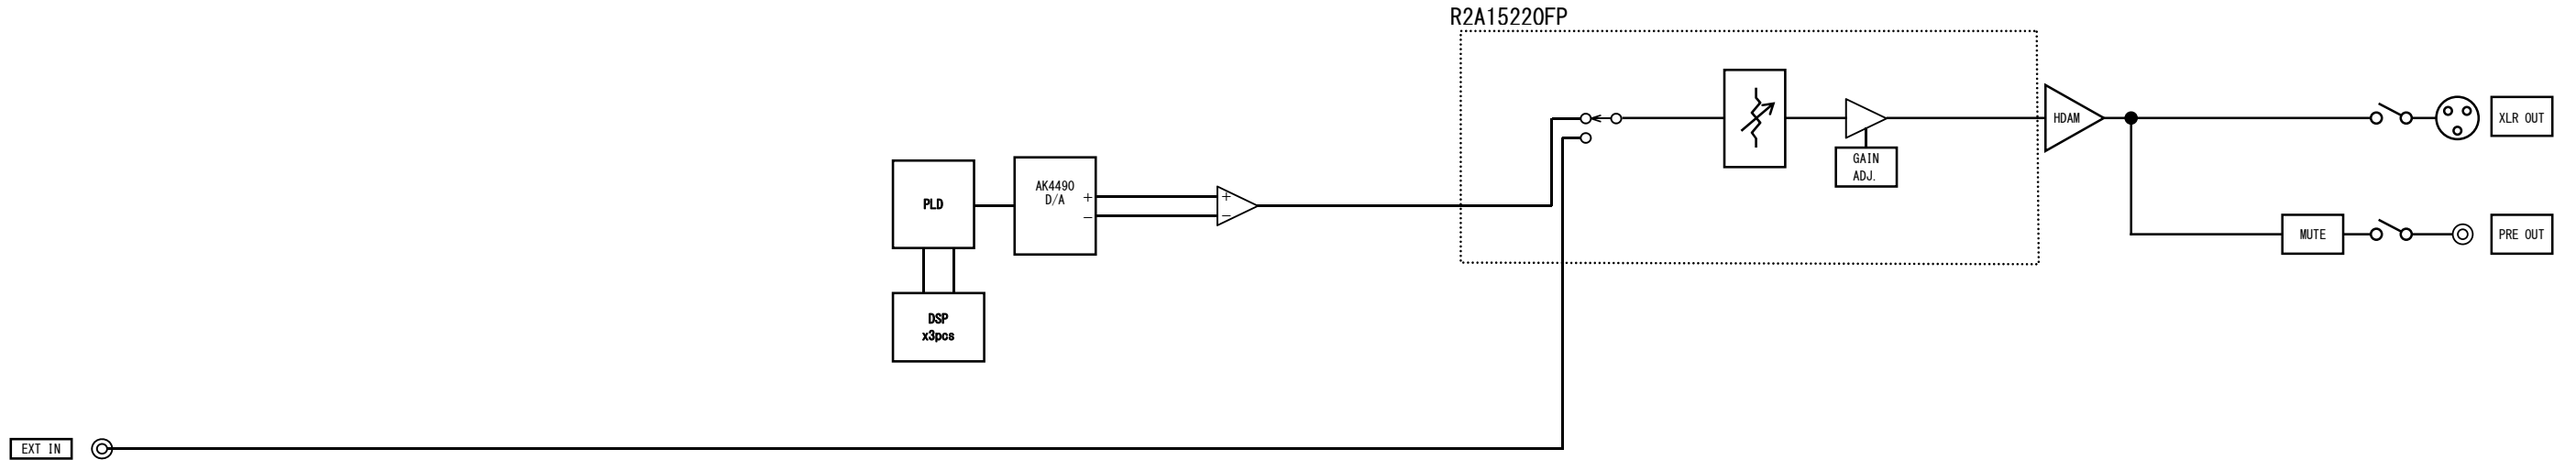 R2A15220FP
HDAM
XLR OUT
GAIN
ADJ.
AK4490
D/A
+
−
+
−
PLD
MUTE
PRE OUT
DSP
x3pcs
EXT IN